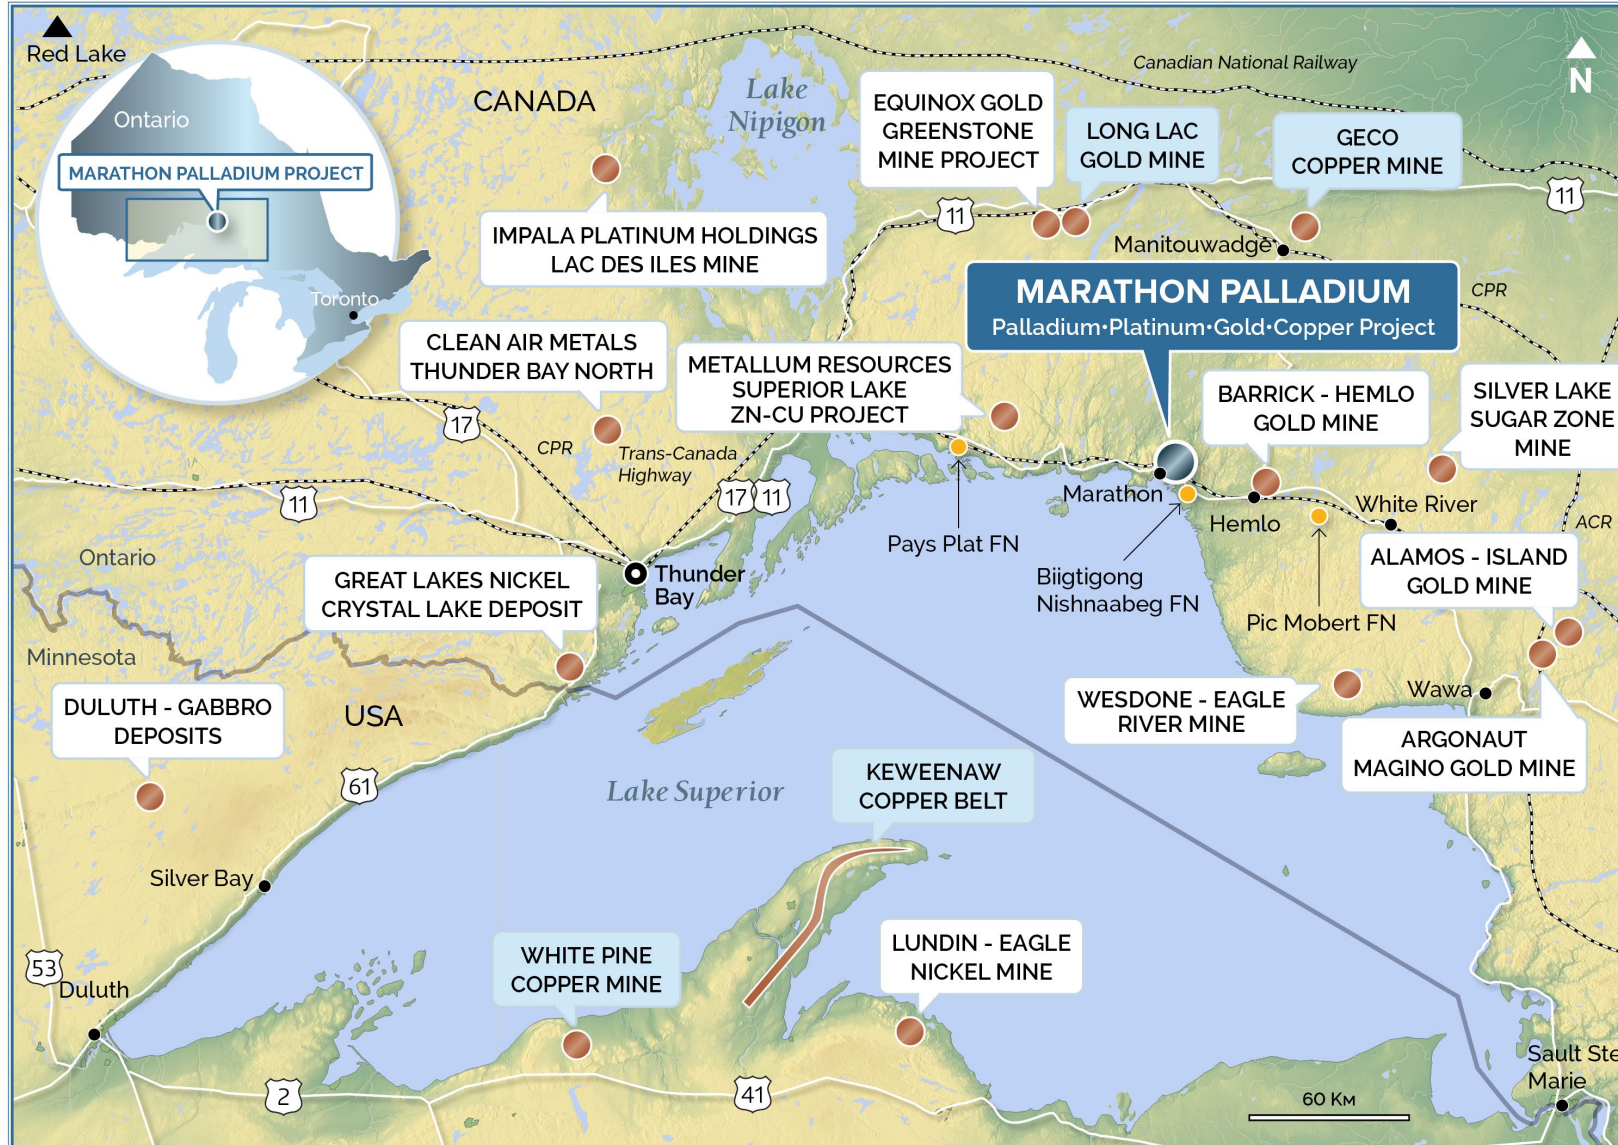 Red Lake
Ontario
MARATHON PALLADIUM PROJECT
Toronto
CANADA
Lake
Nipigon
Canadian National Railway
N
EQUINOX GOLD
GREENSTONE
MINE PROJECT
LONG LAC
GOLD MINE
GECO
COPPER MINE
11
11
IMPALA PLATINUM HOLDINGS
LAC DES ILES MINE
Manitouwadge
MARATHON PALLADIUM
Palladium•Platinum•Gold•Copper Project
CPR
CLEAN AIR METALS
THUNDER BAY NORTH
METALLUM RESOURCES
SUPERIOR LAKE
ZN-CU PROJECT
BARRICK - HEMLO
GOLD MINE
SILVER LAKE
SUGAR ZONE
MINE
17
CPR
Trans-Canada
Highway
17
11
11
Marathon
Hemlo
White River
ACR
Pays Plat FN
Biigtigong
Nishnaabeg FN
Pic Mobert FN
ALAMOS - ISLAND
GOLD MINE
Ontario
Minnesota
GREAT LAKES NICKEL
CRYSTAL LAKE DEPOSIT
Thunder
Bay
DULUTH - GABBRO
DEPOSITS
USA
WESDONE - EAGLE
RIVER MINE
Wawa
ARGONAUT
MAGINO GOLD MINE
61
Lake Superior
KEWEENAW
COPPER BELT
Silver Bay
WHITE PINE
COPPER MINE
LUNDIN - EAGLE
NICKEL MINE
53
Duluth
2
41
60 KM
Sault Ste
Marie